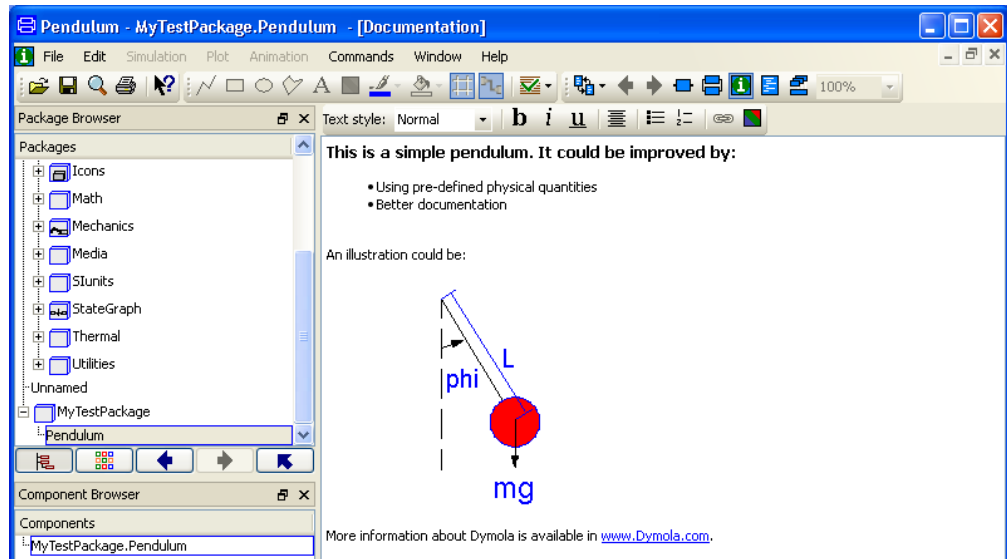 Pendulum - MyTestPackage.Pendulum - [Documentation]
File Edit Simulation Plot Animation Commands Window Help
A 100%
Package Browser
Text style: Normal b i u
Packages
Icons
Math
Mechanics
Media
SIunits
StateGraph
Thermal
Utilities
Unnamed
MyTestPackage
Pendulum
Component Browser
Components
MyTestPackage.Pendulum
This is a simple pendulum. It could be improved by:
•Using pre-defined physical quantities
•Better documentation
An illustration could be:
L
phi
mg
More information about Dymola is available in www.Dymola.com.